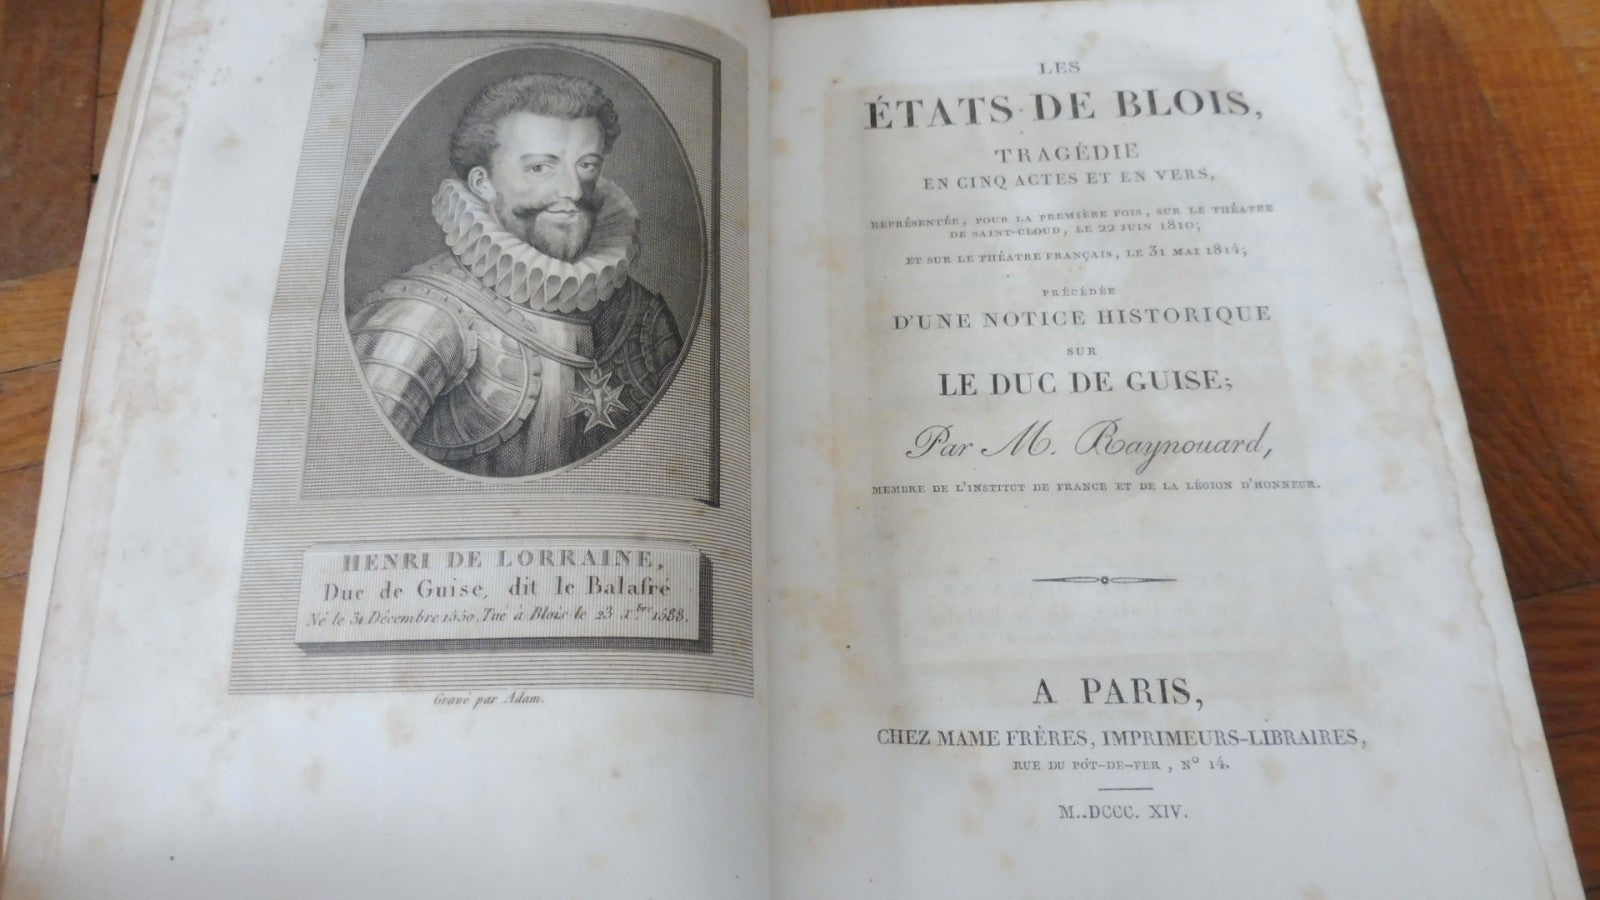 HENRI DE LORRAINE,
Duc de Guise, dit le Balafré
Né le 31 Décembre 1550. Tué à Blois le 23 Xbre 1588.
Gravé par Adam.
LES
ÉTATS DE BLOIS,
TRAGÉDIE
EN CINQ ACTES ET EN VERS,
REPRÉSENTÉE, POUR LA PREMIÈRE FOIS, SUR LE THÉATRE
DE SAINT-CLOUD, LE 22 JUIN 1810;
ET SUR LE THÉATRE FRANÇAIS, LE 31 MAI 1814;
PRÉCÉDÉE
D'UNE NOTICE HISTORIQUE
SUR
LE DUC DE GUISE;
Par M. Raynouard,
MEMBRE DE L'INSTITUT DE FRANCE ET DE LA LÉGION D'HONNEUR.
A PARIS,
CHEZ MAME FRÈRES, IMPRIMEURS-LIBRAIRES,
RUE DU POT-DE-FER, Nº 14.
M..DCCC. XIV.